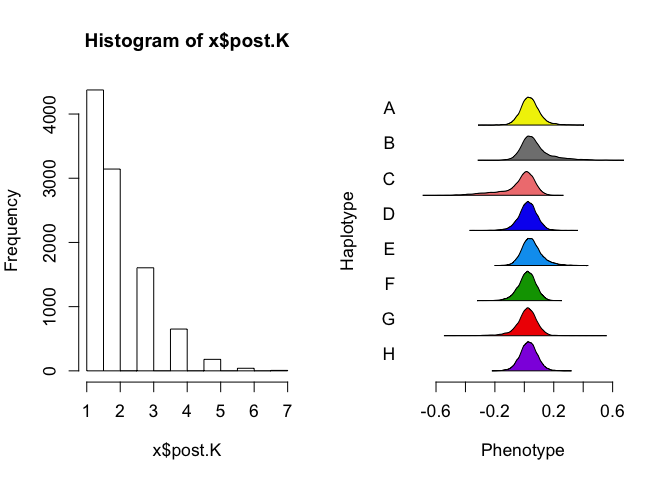 Histogram of x$post.K
Frequency
0
1000
2000
3000
4000
1 2 3 4 5 6 7
x$post.K
Haplotype
A
B
C
D
E
F
G
H
-0.6 -0.2 0.2 0.6
Phenotype